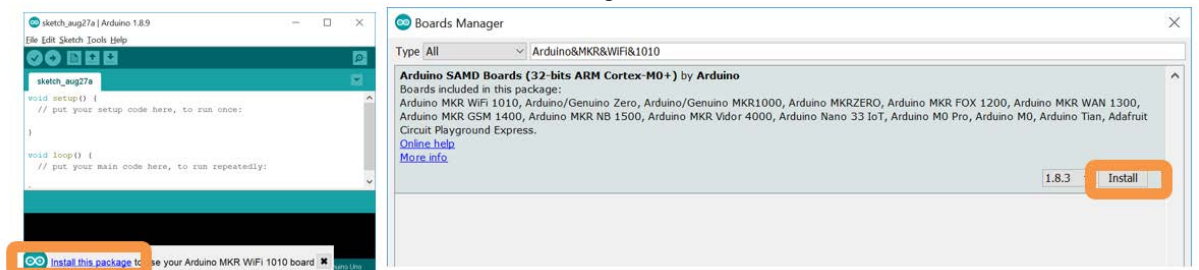 sketch_aug27a | Arduino 1.8.9
File Edit Sketch Tools Help
sketch_aug27a
void setup() {
// put your setup code here, to run once:
}
void loop() {
// put your main code here, to run repeatedly:
Install this package to use your Arduino MKR WiFi 1010 board
Uno
Boards Manager
Type All Arduino&MKR&WiFi&1010
Arduino SAMD Boards (32-bits ARM Cortex-M0+) by Arduino
Boards included in this package:
Arduino MKR WiFi 1010, Arduino/Genuino Zero, Arduino/Genuino MKR1000, Arduino MKRZERO, Arduino MKR FOX 1200, Arduino MKR WAN 1300,
Arduino MKR GSM 1400, Arduino MKR NB 1500, Arduino MKR Vidor 4000, Arduino Nano 33 IoT, Arduino M0 Pro, Arduino M0, Arduino Tian, Adafruit
Circuit Playground Express.
Online help
More info
1.8.3 Install